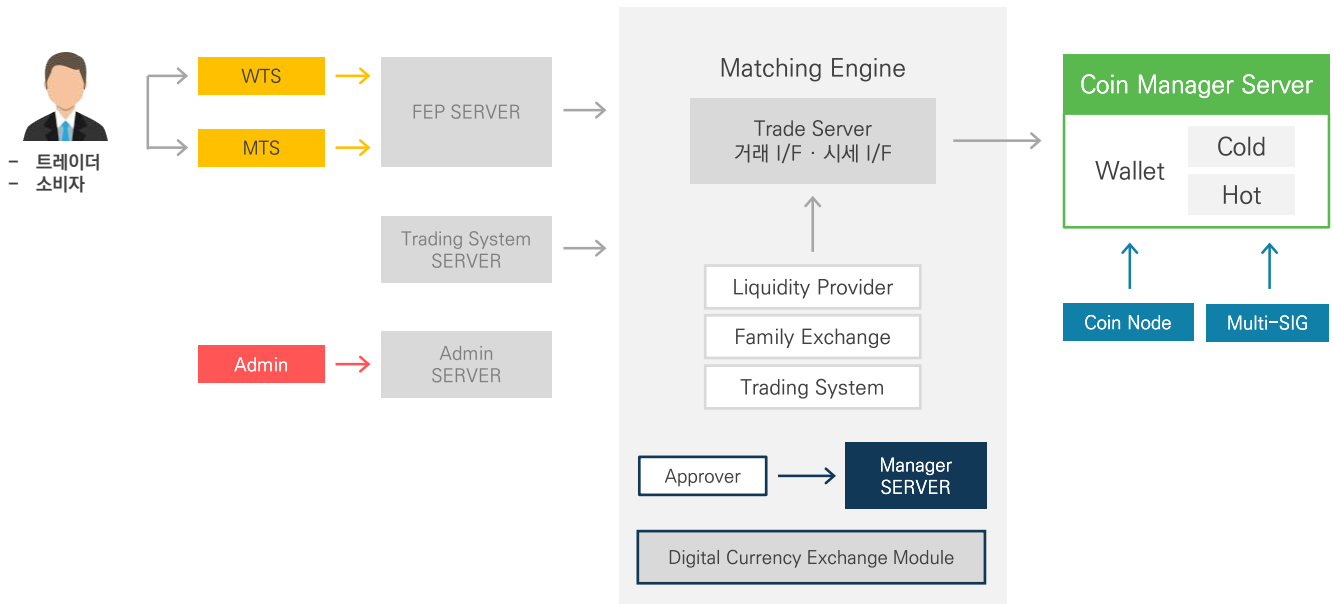 - 트레이더
- 소비자
WTS
MTS
FEP SERVER
Trading System
SERVER
Admin
Admin
SERVER
Matching Engine
Trade Server
거래 I/F · 시세 I/F
Liquidity Provider
Family Exchange
Trading System
Approver
Manager
SERVER
Digital Currency Exchange Module
Coin Manager Server
Wallet
Cold
Hot
Coin Node
Multi-SIG